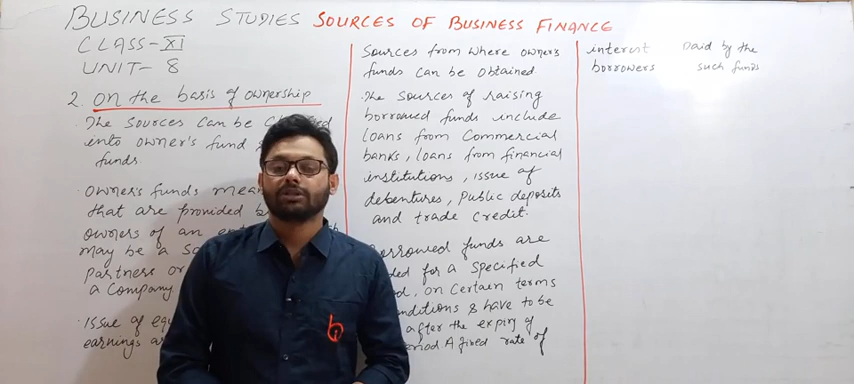 BUSINESS STUDIES SOURCES OF BUSINESS FINANCE
CLASS-XI
UNIT-8
2. On the basis of ownership
· The sources can be
into owner's fund
funds.
· Owner's funds mean
that are provided b
owners of an
may be a So
partners or
a company
· Issue of equ
earnings ar
Sources from where owner's
funds can be obtained
· The sources of raising
borrowed funds include
loans from Commercial
banks, loans from financial
institutions, issue of
debentures, Public deposits
and trade credit.
Borrowed funds are
for a specified
, on certain terms
& have to be
after the expiry of
A fixed rate of
interest paid by the
borrowers such funds